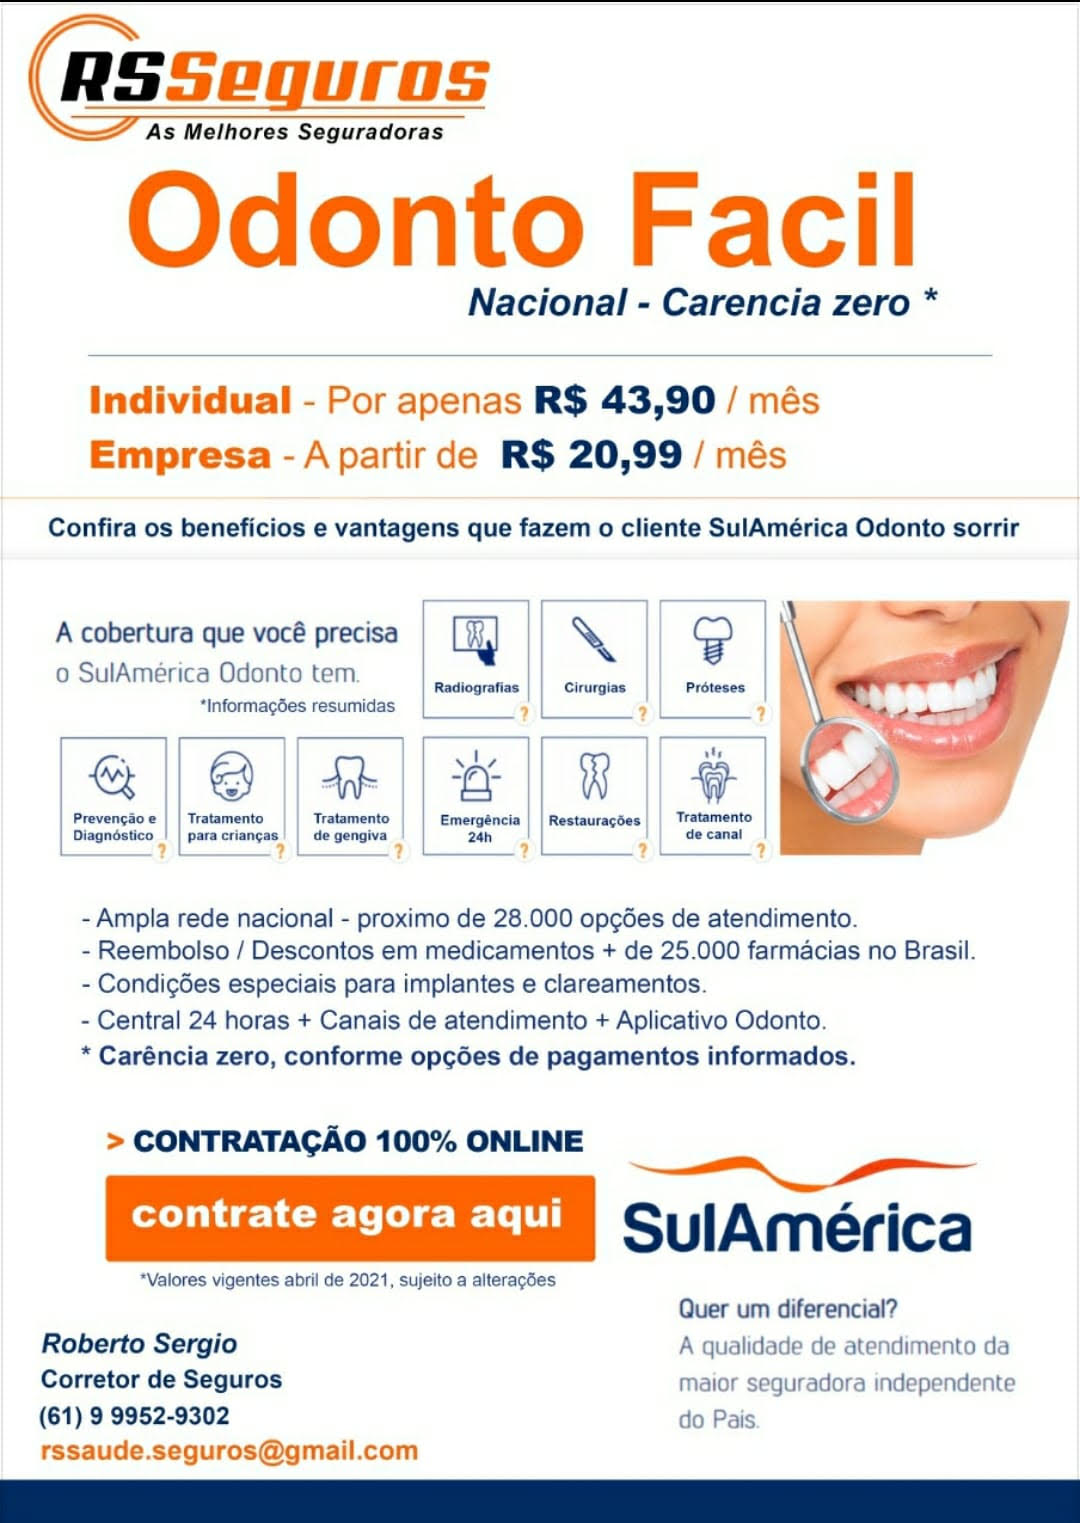 RSSeguros
As Melhores Seguradoras
Odonto Facil
Nacional - Carencia zero *
Individual - Por apenas R$ 43,90 / mês
Empresa - A partir de R$ 20,99 / mês
Confira os benefícios e vantagens que fazem o cliente SulAmérica Odonto sorrir
A cobertura que você precisa
o SulAmérica Odonto tem.
*Informações resumidas
Radiografias
?
Cirurgias
?
Próteses
?
Prevenção e
Diagnóstico
?
Tratamento
para crianças
?
Tratamento
de gengiva
?
Emergência
24h
?
Restaurações
?
Tratamento
de canal
?
- Ampla rede nacional - proximo de 28.000 opções de atendimento.
- Reembolso / Descontos em medicamentos + de 25.000 farmácias no Brasil.
- Condições especiais para implantes e clareamentos.
- Central 24 horas + Canais de atendimento + Aplicativo Odonto.
* Carência zero, conforme opções de pagamentos informados.
> CONTRATAÇÃO 100% ONLINE
contrate agora aqui
*Valores vigentes abril de 2021, sujeito a alterações
SulAmérica
Quer um diferencial?
A qualidade de atendimento da
maior seguradora independente
do País.
Roberto Sergio
Corretor de Seguros
(61) 9 9952-9302
rssaude.seguros@gmail.com